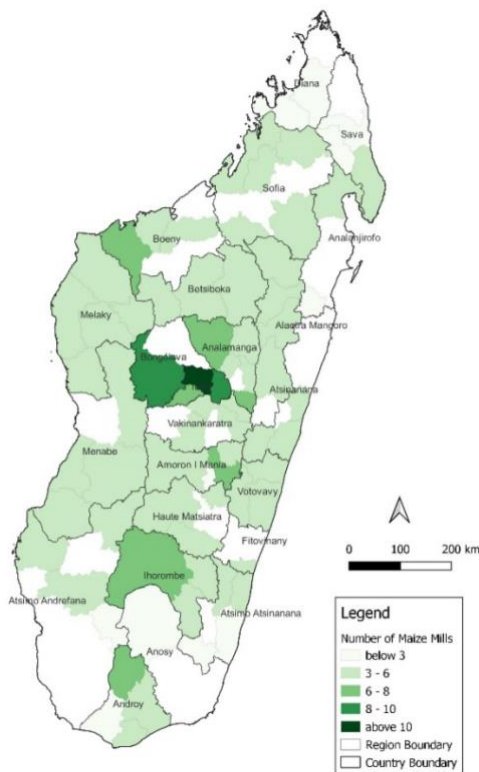 Diana
Sava
Sofia
Analanjirofo
Boeny
Betsiboka
Melaky
Alaotra Mangoro
Analamanga
Bongolava
Atsinanana
Vakinankaratra
Menabe
Amoron I Mania
Vatovavy
Haute Matsiatra
Fitovinany
0 100 200 km
Ihorombe
Atsimo Andrefana
Atsimo Atsinanana
Legend
Anosy
Number of Maize Mills
below 3
3 - 6
6 - 8
Androy
8 - 10
above 10
Region Boundary
Country Boundary